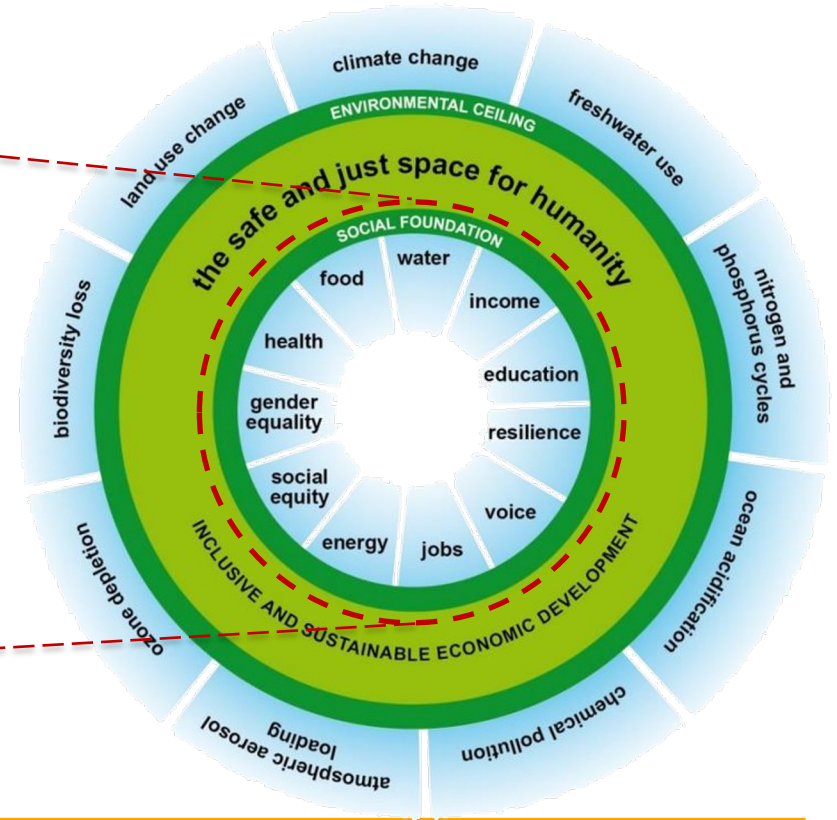 climate change
freshwater use
nitrogen and
phosphorus cycles
ocean acidification
chemical pollution
atmospheric aerosol
loading
ozone depletion
biodiversity loss
land use change
ENVIRONMENTAL CEILING
the safe and just space for humanity
SOCIAL FOUNDATION
water
income
education
resilience
voice
jobs
energy
social
equity
gender
equality
health
food
INCLUSIVE AND SUSTAINABLE ECONOMIC DEVELOPMENT